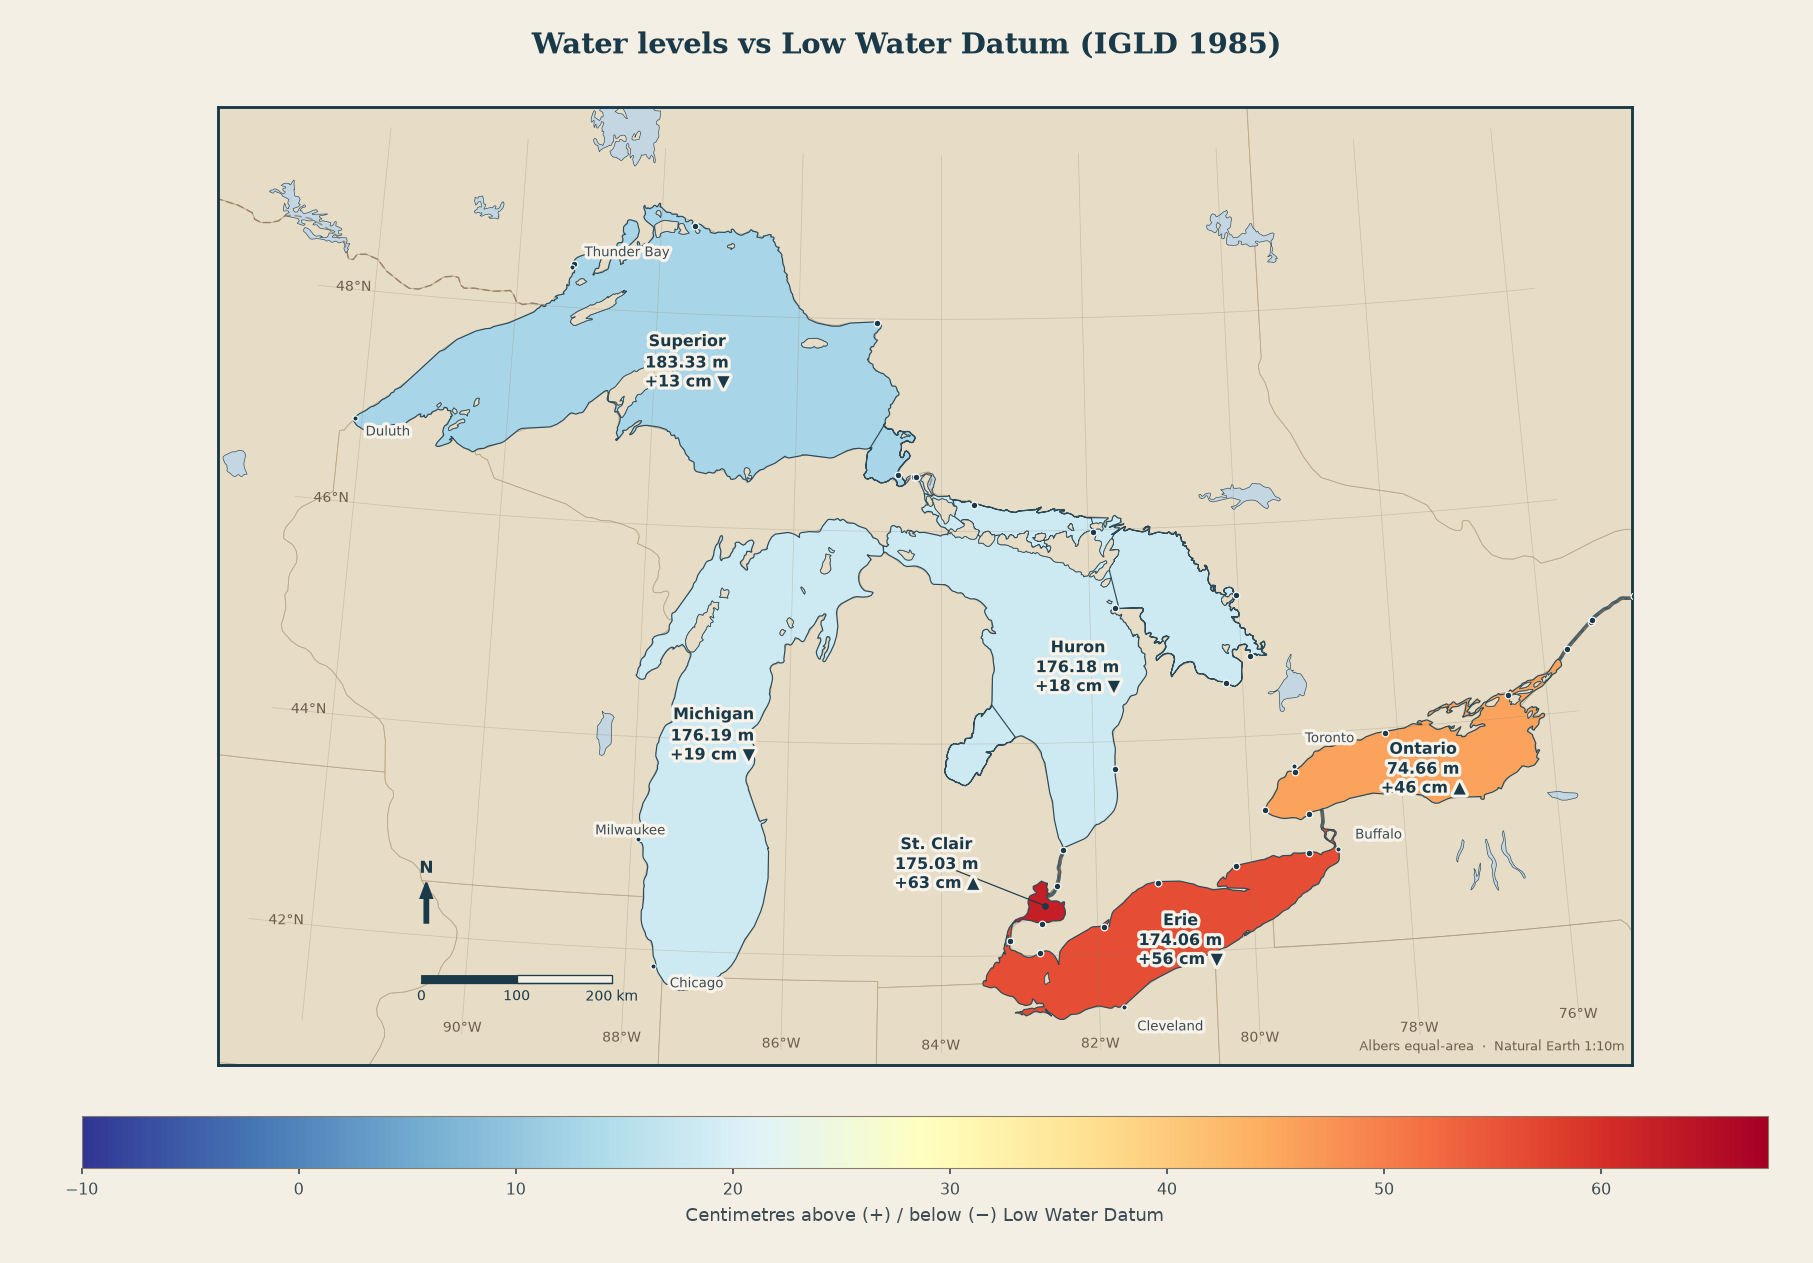 Water levels vs Low Water Datum (IGLD 1985)
Thunder Bay
48°N
Superior
183.33 m
+13 cm ▼
Duluth
46°N
Huron
176.18 m
+18 cm ▼
44°N
Michigan
176.19 m
+19 cm ▼
Toronto
Ontario
74.66 m
+46 cm ▲
Milwaukee
Buffalo
St. Clair
175.03 m
+63 cm ▲
N
42°N
Erie
174.06 m
+56 cm ▼
Chicago
0 100 200 km
Cleveland
90°W 88°W 86°W 84°W 82°W 80°W 78°W 76°W
Albers equal-area · Natural Earth 1:10m
−10 0 10 20 30 40 50 60
Centimetres above (+) / below (−) Low Water Datum